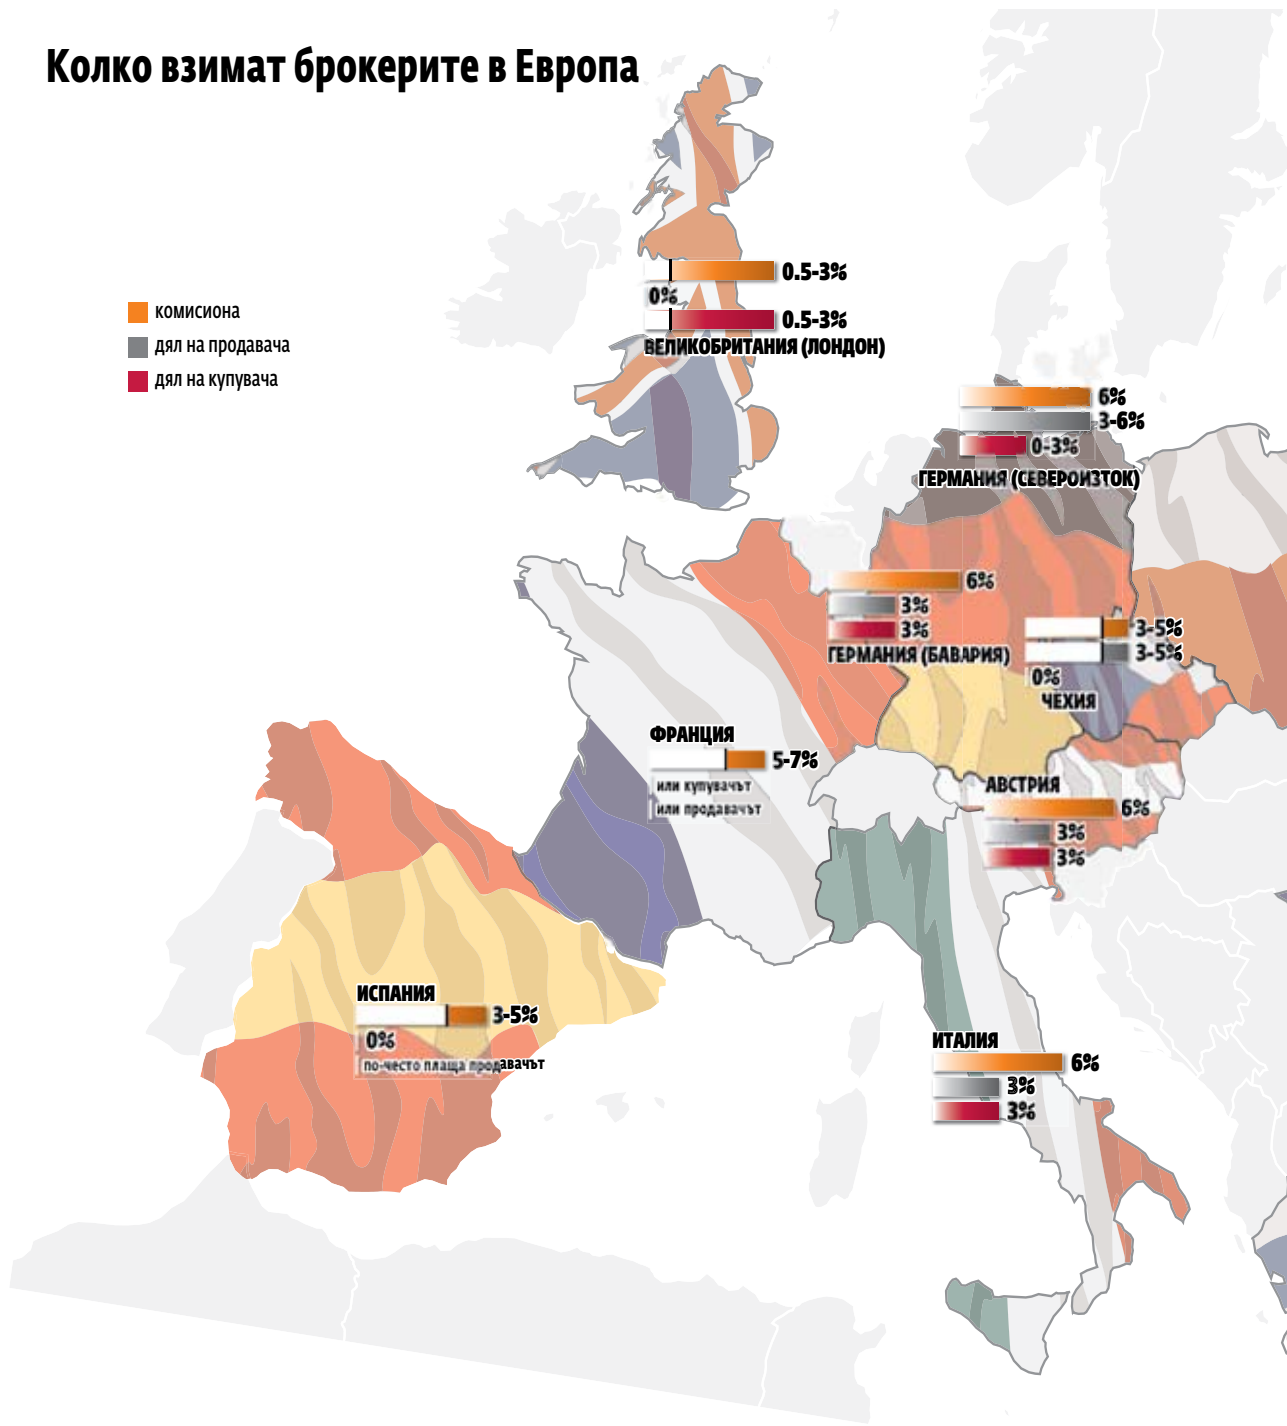 Колко взимат брокерите в Европа
комисиона
дял на продавача
дял на купувача
0.5-3%
0%
0.5-3%
ВЕЛИКОБРИТАНИЯ (ЛОНДОН)
6%
3-6%
0-3%
ГЕРМАНИЯ (СЕВЕРОИЗТОК)
6%
3%
3%
ГЕРМАНИЯ (БАВАРИЯ)
3-5%
3-5%
0%
ЧЕХИЯ
ФРАНЦИЯ
5-7%
или купувачът
или продавачът
АВСТРИЯ
6%
3%
3%
ИСПАНИЯ
3-5%
0%
по-често плаща продавачът
ИТАЛИЯ
6%
3%
3%